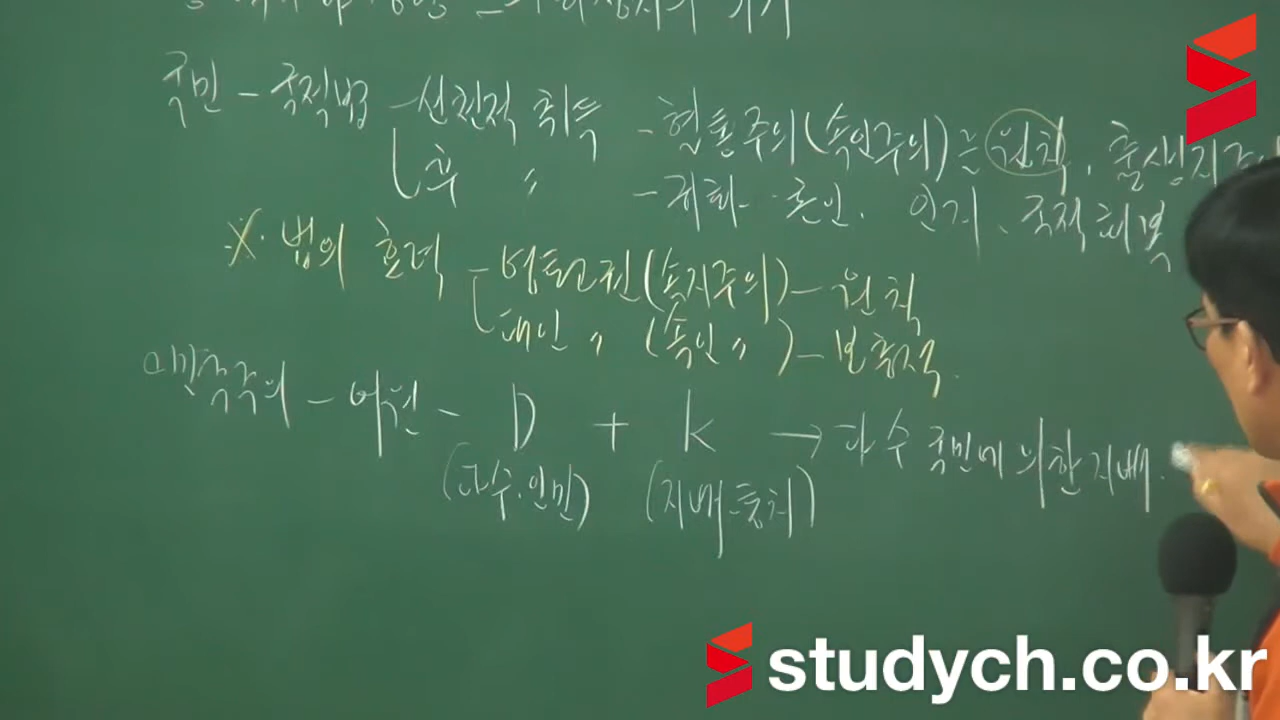 국민 - 국적법 - 선천적 취득 - 혈통주의(속인주의)는 원칙, 출생지주
후 〃 - 귀화, 혼인, 인지, 국적회복
※. 법의 효력 - 영토고권(속지주의) - 원칙
대인 〃 (속인 〃) - 보충적.
민주주의 - 어원 - D + K → 다수 국민에 의한 지배.
(다수·인민) (지배-통치)
studych.co.kr